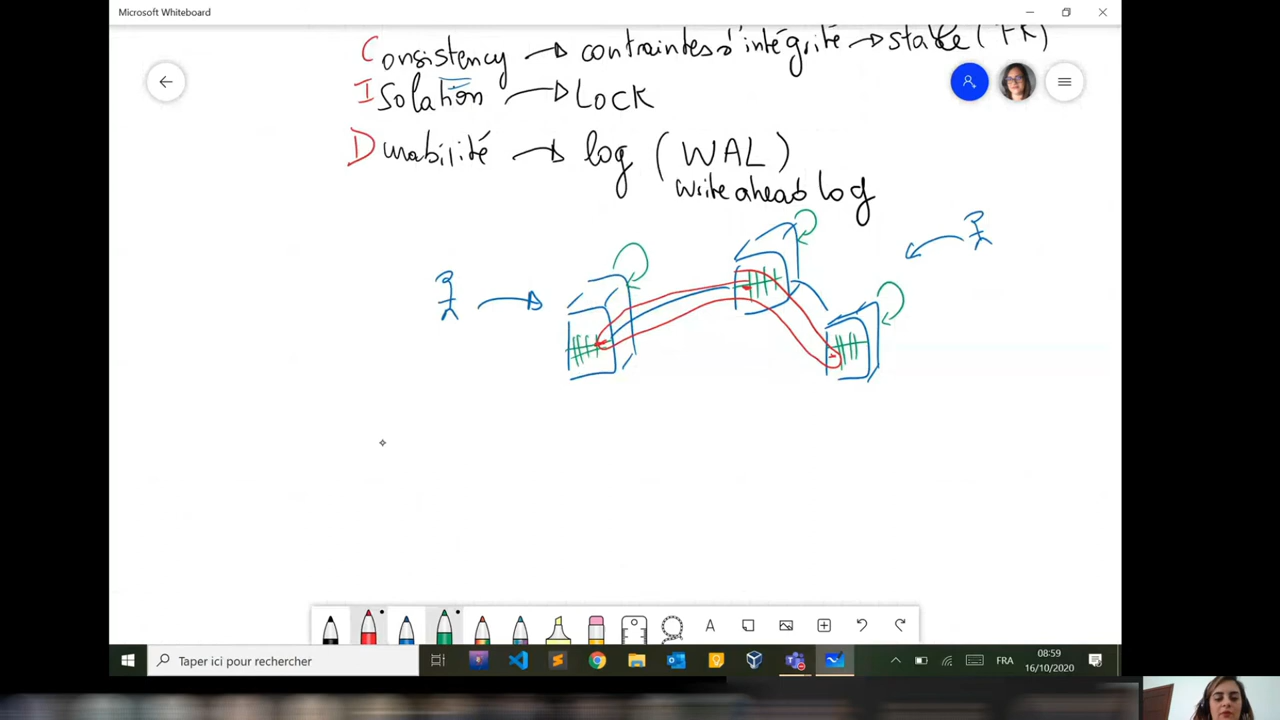 Microsoft Whiteboard
Consistency → contraintes d'intégrité → stable (FK)
Isolation → Lock
Durabilité → log (WAL)
write ahead log
A
Taper ici pour rechercher
FRA
08:59
16/10/2020